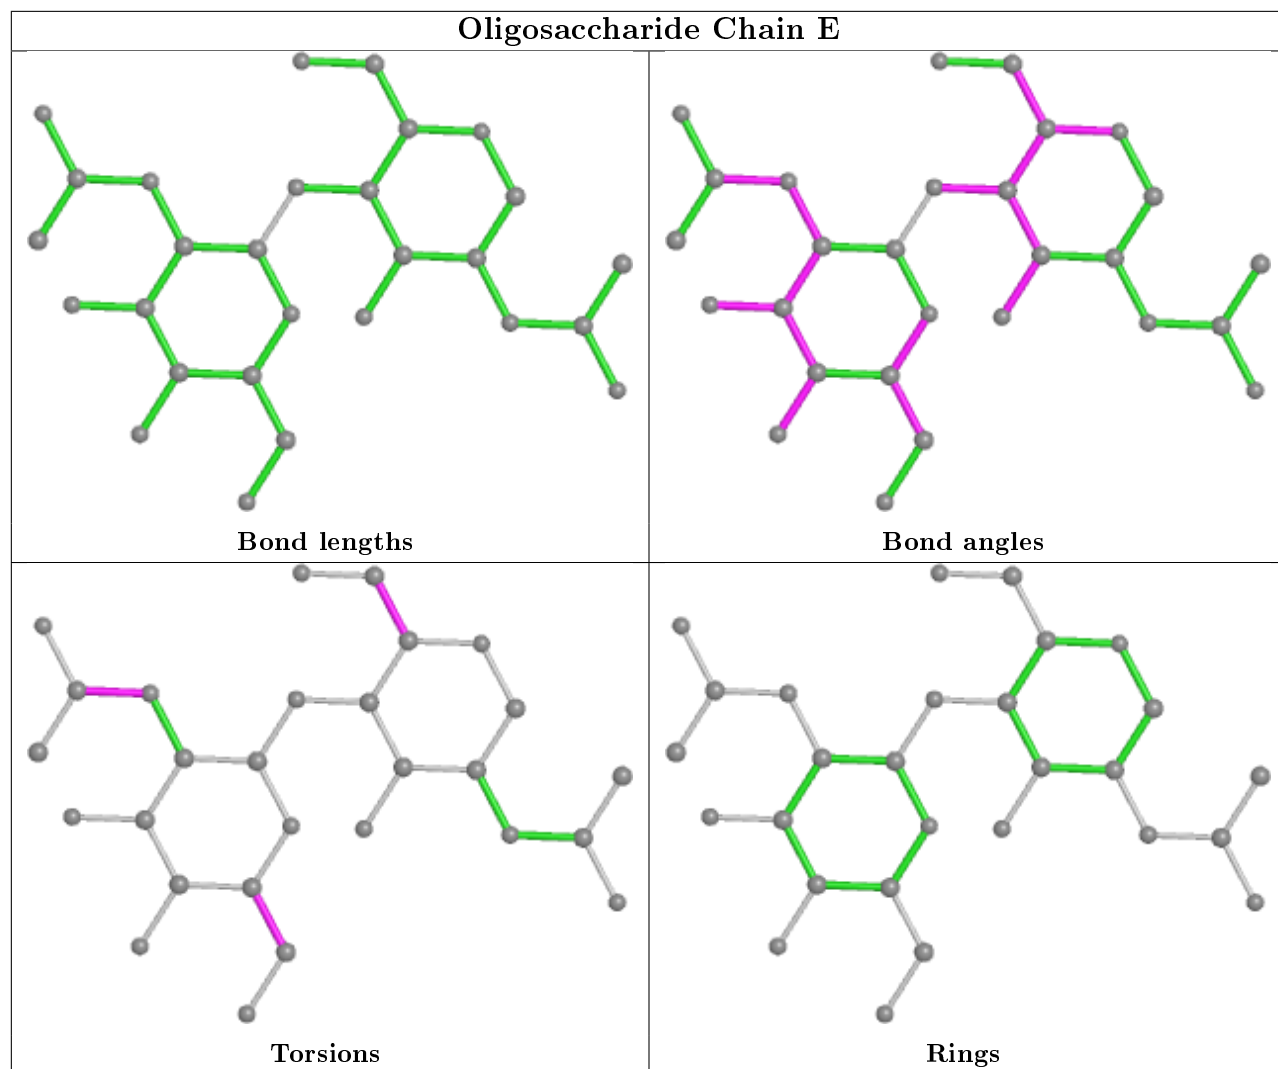 Oligosaccharide Chain E
Bond lengths
Bond angles
Torsions
Rings